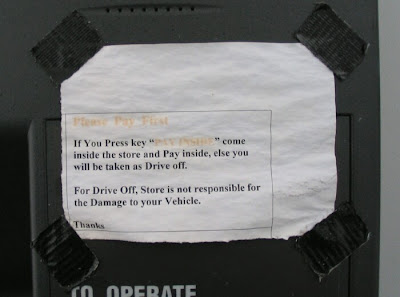 Please Pay First
If You Press key "PAY INSIDE" come
inside the store and Pay inside, else you
will be taken as Drive off.
For Drive Off, Store is not responsible for
the Damage to your Vehicle.
Thanks
TO OPERATE